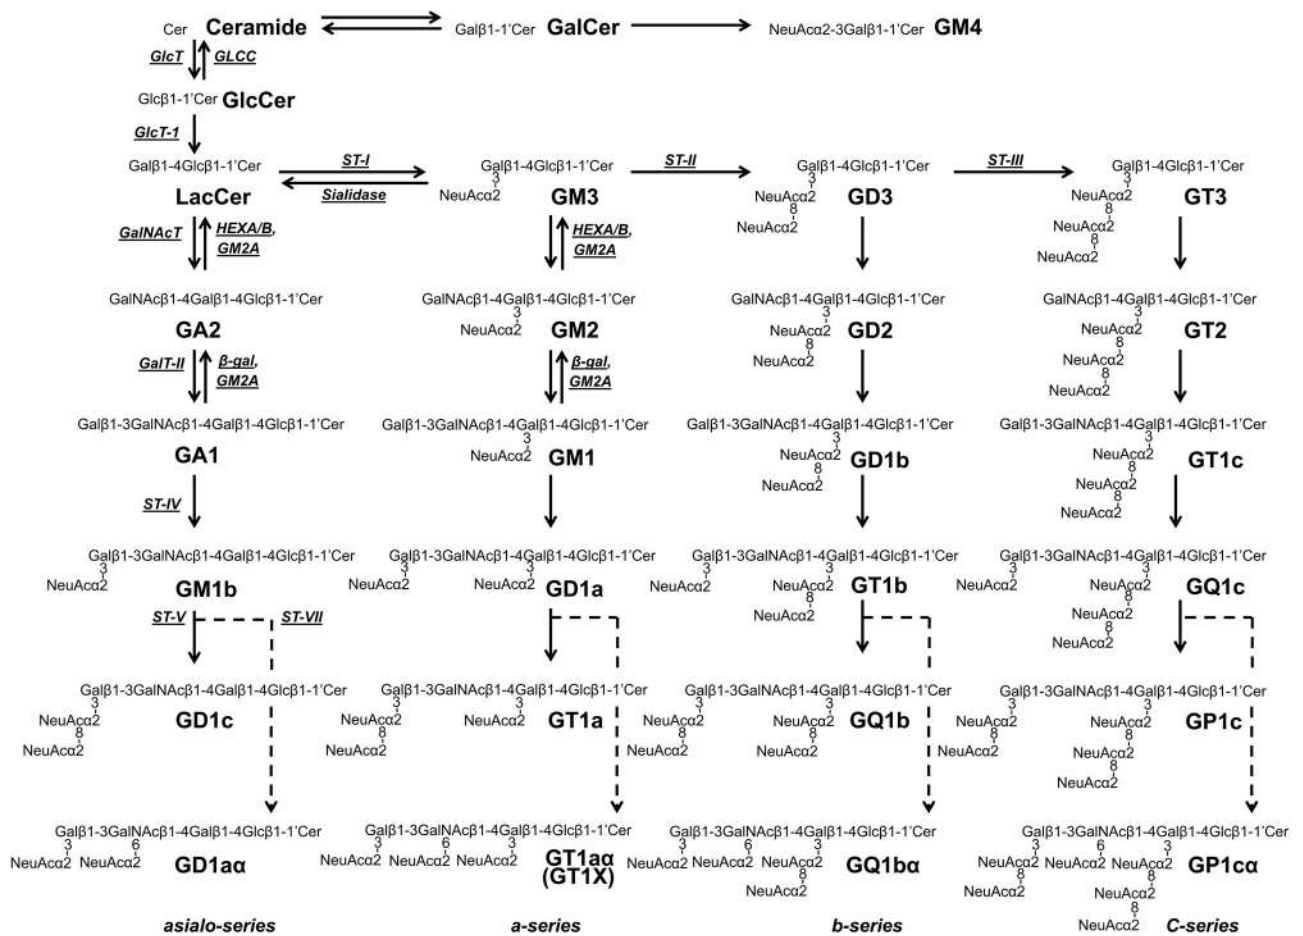 Cer Ceramide Galβ1-1'Cer GalCer NeuAcα2-3Galβ1-1'Cer GM4
GlcT GLCC
Glcβ1-1'Cer GlcCer
GlcT-1
Galβ1-4Glcβ1-1'Cer ST-I Galβ1-4Glcβ1-1'Cer ST-II Galβ1-4Glcβ1-1'Cer ST-III Galβ1-4Glcβ1-1'Cer
3 3 3
LacCer Sialidase NeuAcα2 GM3 NeuAcα2 GD3 NeuAcα2 GT3
8 8
NeuAcα2 NeuAcα2
8
NeuAcα2
GalNAcT HEXA/B, HEXA/B,
GM2A GM2A
GalNAcβ1-4Galβ1-4Glcβ1-1'Cer GalNAcβ1-4Galβ1-4Glcβ1-1'Cer GalNAcβ1-4Galβ1-4Glcβ1-1'Cer GalNAcβ1-4Galβ1-4Glcβ1-1'Cer
3 3 3
GA2 NeuAcα2 GM2 NeuAcα2 GD2 NeuAcα2 GT2
8 8
NeuAcα2 NeuAcα2
8
NeuAcα2
GalT-II β-gal, β-gal,
GM2A GM2A
Galβ1-3GalNAcβ1-4Galβ1-4Glcβ1-1'Cer Galβ1-3GalNAcβ1-4Galβ1-4Glcβ1-1'Cer Galβ1-3GalNAcβ1-4Galβ1-4Glcβ1-1'Cer Galβ1-3GalNAcβ1-4Galβ1-4Glcβ1-1'Cer
3 3 3
GA1 NeuAcα2 GM1 NeuAcα2 GD1b NeuAcα2 GT1c
8 8
NeuAcα2 NeuAcα2
8
NeuAcα2
ST-IV
Galβ1-3GalNAcβ1-4Galβ1-4Glcβ1-1'Cer Galβ1-3GalNAcβ1-4Galβ1-4Glcβ1-1'Cer Galβ1-3GalNAcβ1-4Galβ1-4Glcβ1-1'Cer Galβ1-3GalNAcβ1-4Galβ1-4Glcβ1-1'Cer
3 3 3 3 3 3 3
NeuAcα2 GM1b NeuAcα2 NeuAcα2 GD1a NeuAcα2 NeuAcα2 GT1b NeuAcα2 NeuAcα2 GQ1c
8 8
NeuAcα2 NeuAcα2
8
NeuAcα2
ST-V ST-VII
Galβ1-3GalNAcβ1-4Galβ1-4Glcβ1-1'Cer Galβ1-3GalNAcβ1-4Galβ1-4Glcβ1-1'Cer Galβ1-3GalNAcβ1-4Galβ1-4Glcβ1-1'Cer Galβ1-3GalNAcβ1-4Galβ1-4Glcβ1-1'Cer
3 3 3 3 3 3 3
NeuAcα2 GD1c NeuAcα2 NeuAcα2 GT1a NeuAcα2 NeuAcα2 GQ1b NeuAcα2 NeuAcα2 GP1c
8 8 8 8 8 8
NeuAcα2 NeuAcα2 NeuAcα2 NeuAcα2 NeuAcα2 NeuAcα2
8
NeuAcα2
Galβ1-3GalNAcβ1-4Galβ1-4Glcβ1-1'Cer Galβ1-3GalNAcβ1-4Galβ1-4Glcβ1-1'Cer Galβ1-3GalNAcβ1-4Galβ1-4Glcβ1-1'Cer Galβ1-3GalNAcβ1-4Galβ1-4Glcβ1-1'Cer
3 6 3 6 3 3 6 3 3 6 3
NeuAcα2 NeuAcα2 GD1aα NeuAcα2 NeuAcα2 NeuAcα2 GT1aα NeuAcα2 NeuAcα2 NeuAcα2 GQ1bα NeuAcα2 NeuAcα2 NeuAcα2 GP1cα
(GT1X)
8 8
NeuAcα2 NeuAcα2
8
NeuAcα2
asialo-series a-series b-series C-series